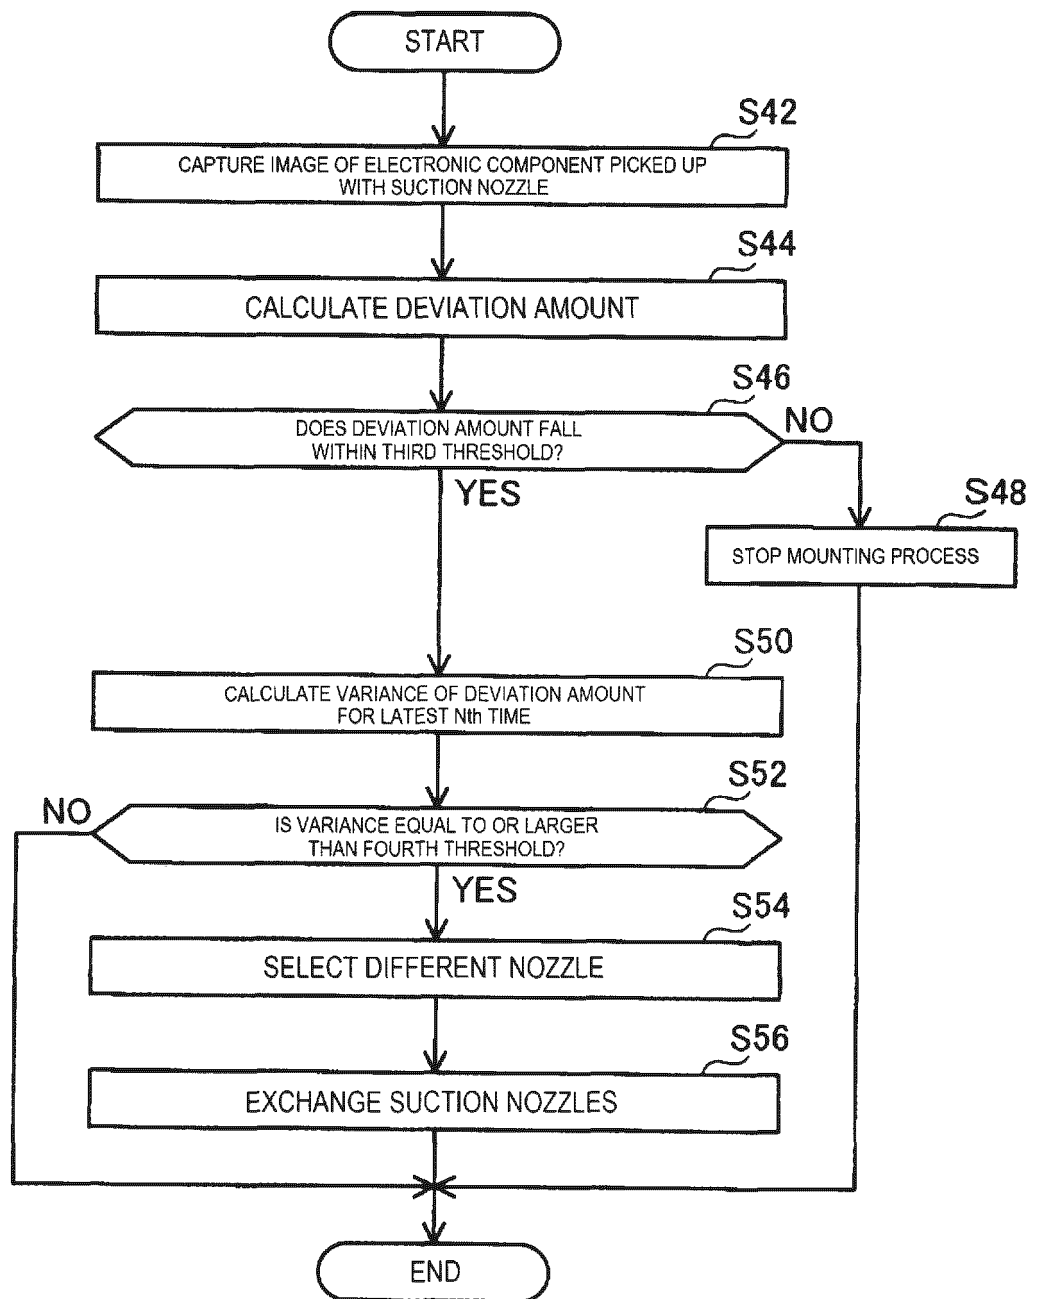 START
S42
CAPTURE IMAGE OF ELECTRONIC COMPONENT PICKED UP
WITH SUCTION NOZZLE
S44
CALCULATE DEVIATION AMOUNT
S46
DOES DEVIATION AMOUNT FALL
WITHIN THIRD THRESHOLD?
NO
YES
S48
STOP MOUNTING PROCESS
S50
CALCULATE VARIANCE OF DEVIATION AMOUNT
FOR LATEST Nth TIME
S52
NO
IS VARIANCE EQUAL TO OR LARGER
THAN FOURTH THRESHOLD?
YES
S54
SELECT DIFFERENT NOZZLE
S56
EXCHANGE SUCTION NOZZLES
END